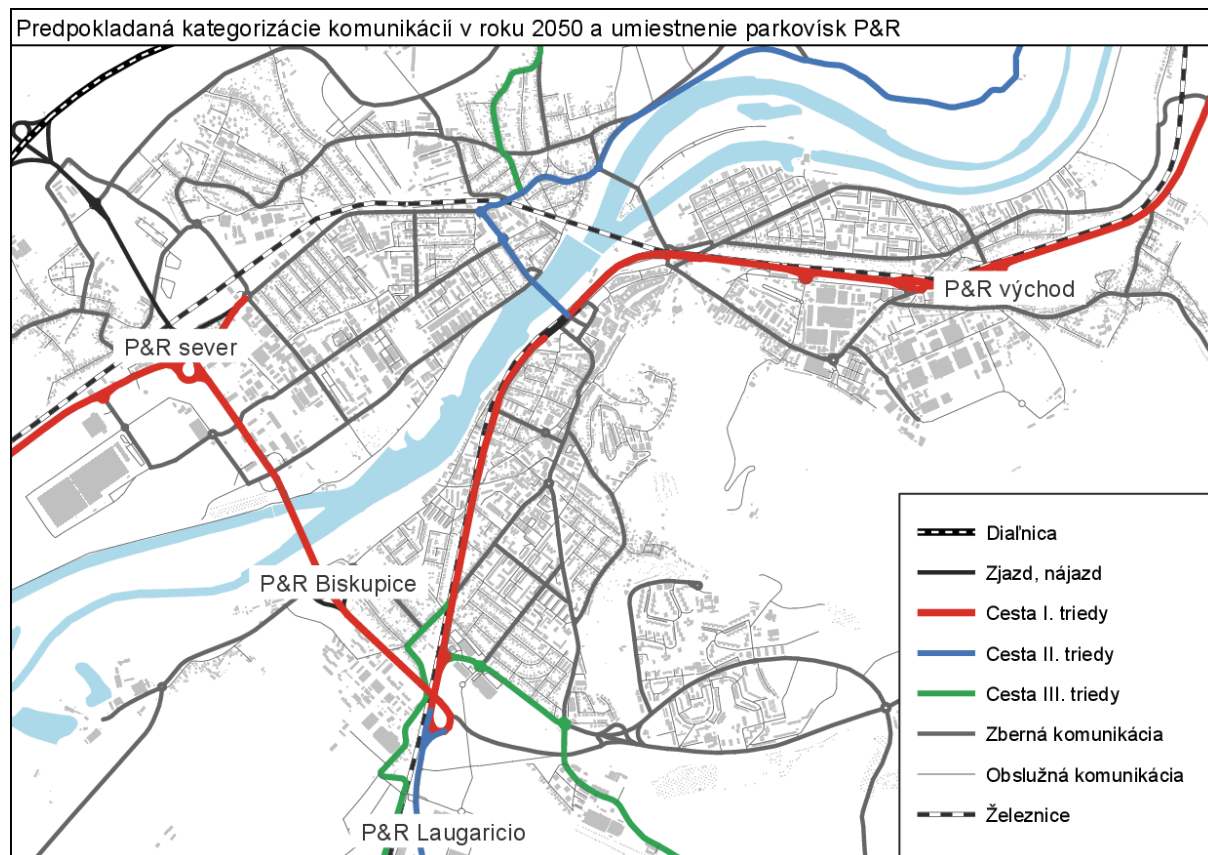 Predpokladaná kategorizácie komunikácií v roku 2050 a umiestnenie parkovísk P&R
P&R východ
P&R sever
P&R Biskupice
P&R Laugaricio
Diaľnica
Zjazd, nájazd
Cesta I. triedy
Cesta II. triedy
Cesta III. triedy
Zberná komunikácia
Obslužná komunikácia
Železnice